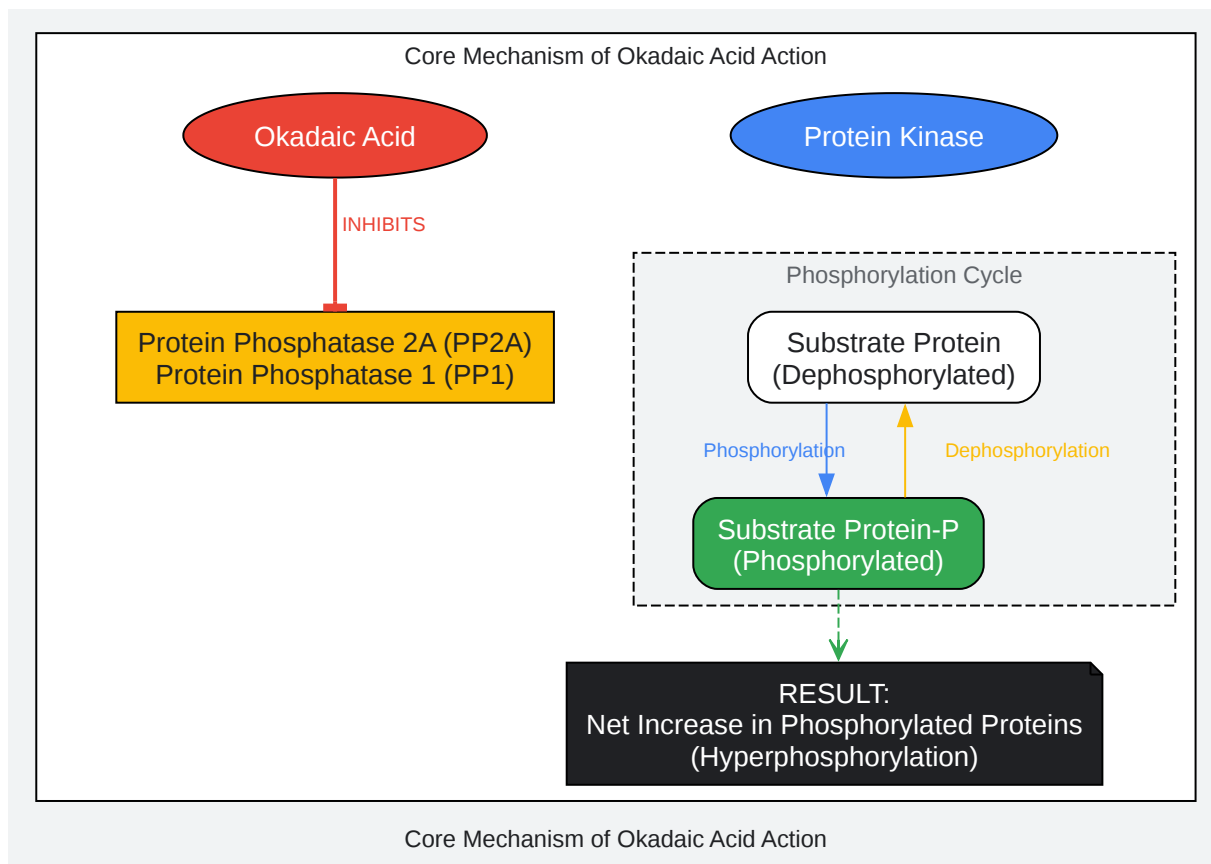 Core Mechanism of Okadaic Acid Action
Okadaic Acid
Protein Kinase
INHIBITS
Phosphorylation Cycle
Protein Phosphatase 2A (PP2A)
Protein Phosphatase 1 (PP1)
Substrate Protein
(Dephosphorylated)
Phosphorylation
Dephosphorylation
Substrate Protein-P
(Phosphorylated)
RESULT:
Net Increase in Phosphorylated Proteins
(Hyperphosphorylation)
Core Mechanism of Okadaic Acid Action